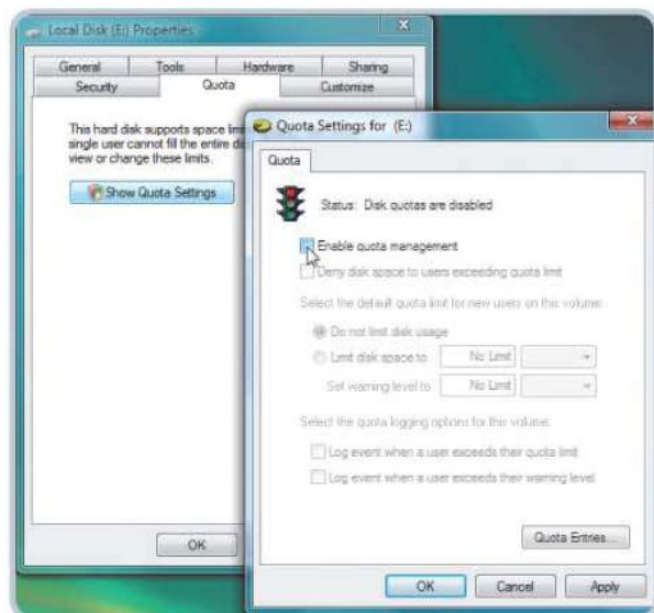 Local Disk (E:) Properties
General Tools Hardware Sharing
Security Quota Customize
This hard disk supports space
single user cannot fill the entire
view or change these limits.
Show Quota Settings
OK
Quota Settings for (E:)
Quota
Status: Disk quotas are disabled
Enable quota management
Deny disk space to users exceeding quota limit
Select the default quota limit for new users on this volume:
Do not limit disk usage
Limit disk space to No Limit
Set warning level to No Limit
Select the quota logging options for this volume:
Log event when a user exceeds their quota limit
Log event when a user exceeds their warning level
Quota Entries...
OK Cancel Apply